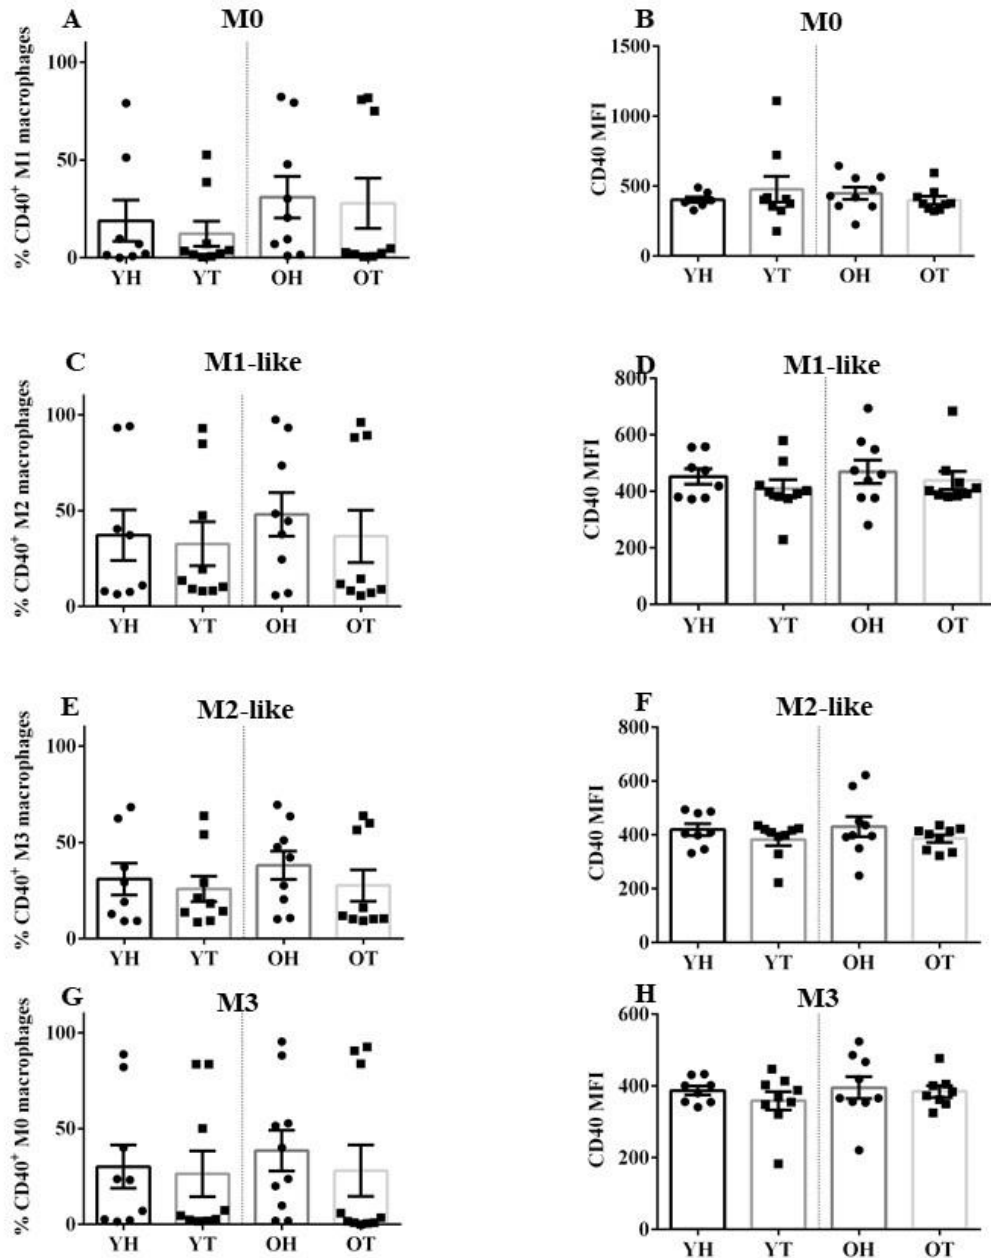 A
M0
% CD40⁺ M1 macrophages
100
50
0
YH YT OH OT
B
M0
CD40 MFI
1500
1000
500
0
YH YT OH OT
C
M1-like
% CD40⁺ M2 macrophages
100
50
0
YH YT OH OT
D
M1-like
CD40 MFI
800
600
400
200
0
YH YT OH OT
E
M2-like
% CD40⁺ M3 macrophages
100
50
0
YH YT OH OT
F
M2-like
CD40 MFI
800
600
400
200
0
YH YT OH OT
G
M3
% CD40⁺ M0 macrophages
100
50
0
YH YT OH OT
H
M3
CD40 MFI
600
400
200
0
YH YT OH OT